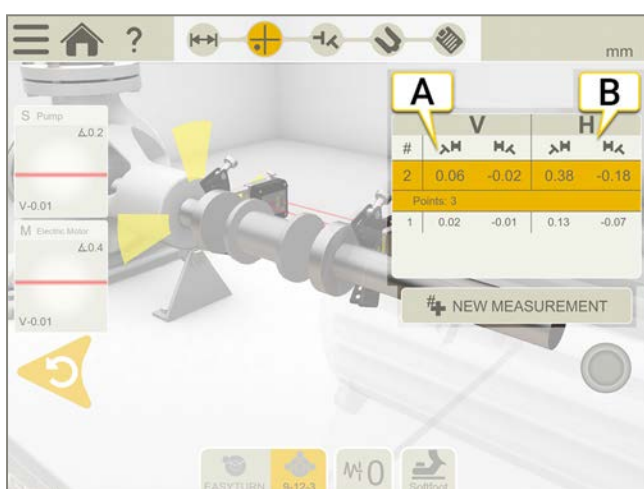 ?
mm
A
B
S Pump
∡0.2
V-0.01
V
H
#
2 0.06 -0.02 0.38 -0.18
Points: 3
1 0.02 -0.01 0.13 -0.07
M Electric Motor
∡0.4
V-0.01
# NEW MEASUREMENT
EASYTURN
9-12-3
0
Softfoot